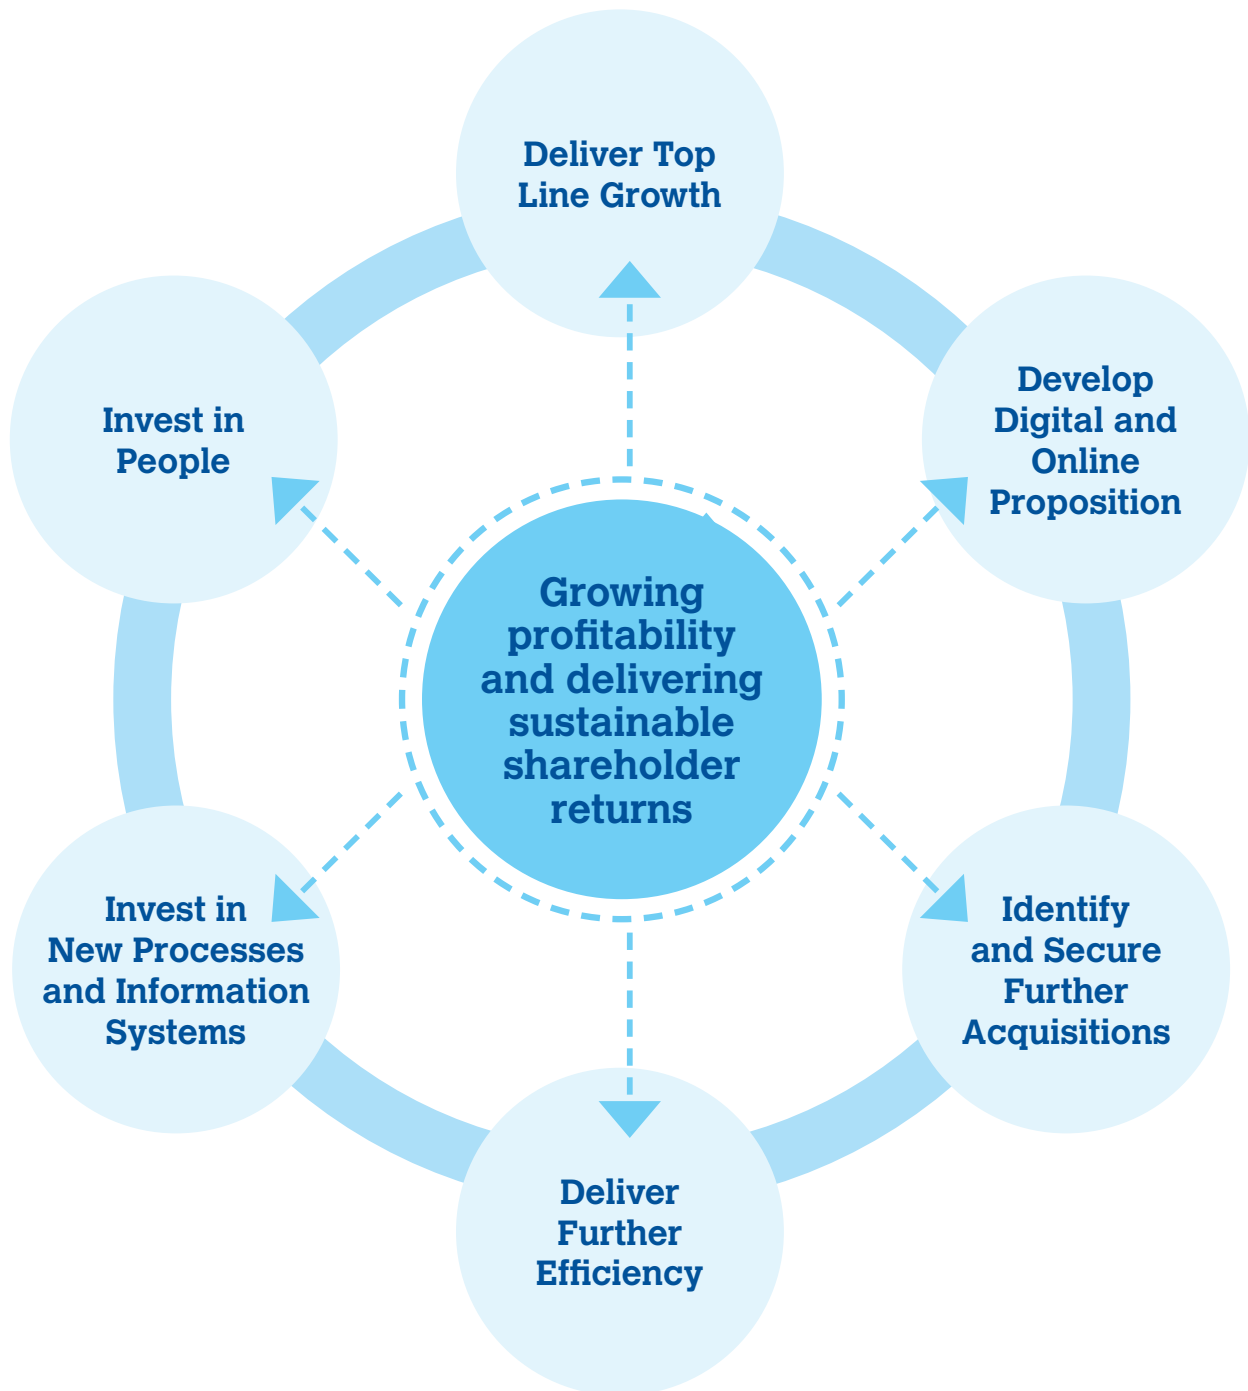 Deliver Top
Line Growth
Develop
Digital and
Online
Proposition
Invest in
People
Growing
profitability
and delivering
sustainable
shareholder
returns
Invest in
New Processes
and Information
Systems
Identify
and Secure
Further
Acquisitions
Deliver
Further
Efficiency